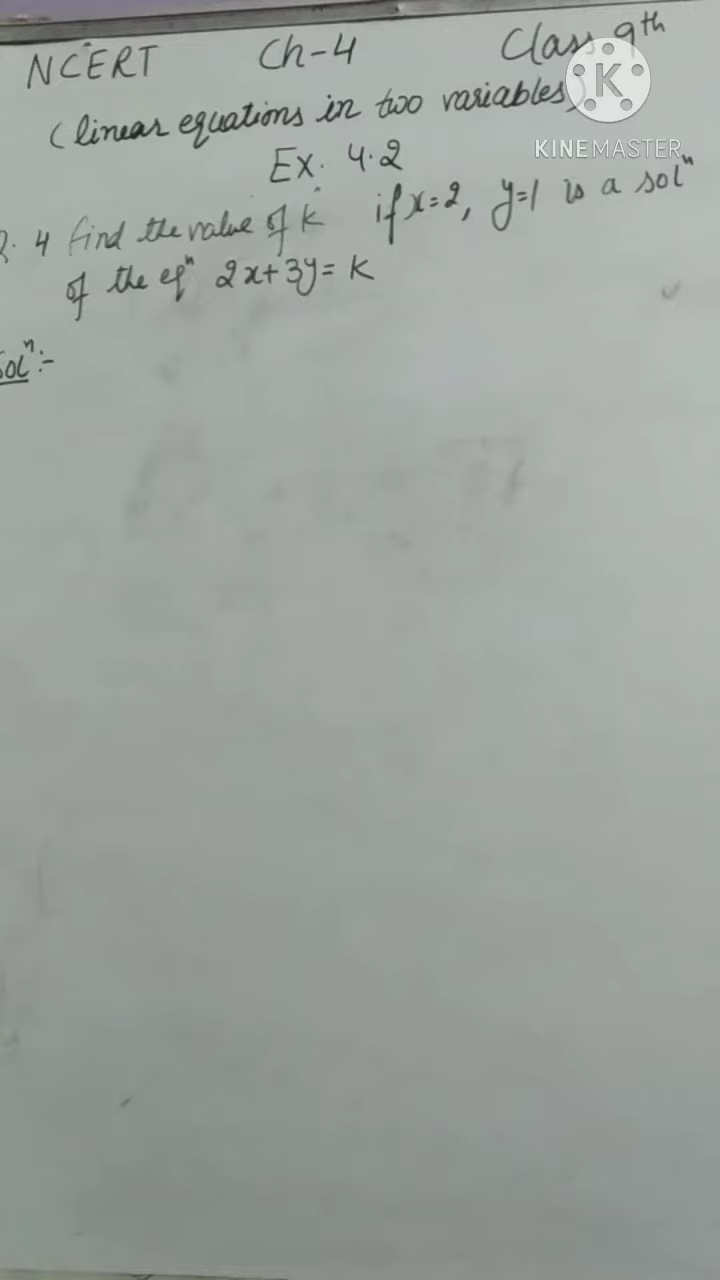 NCERT Ch-4 Class 9th
(linear equations in two variables)
K
KINEMASTER
Ex. 4.2
Q. 4 find the value of k if x=2, y=1 is a solⁿ
of the eqⁿ 2x+3y=k
Solⁿ:-